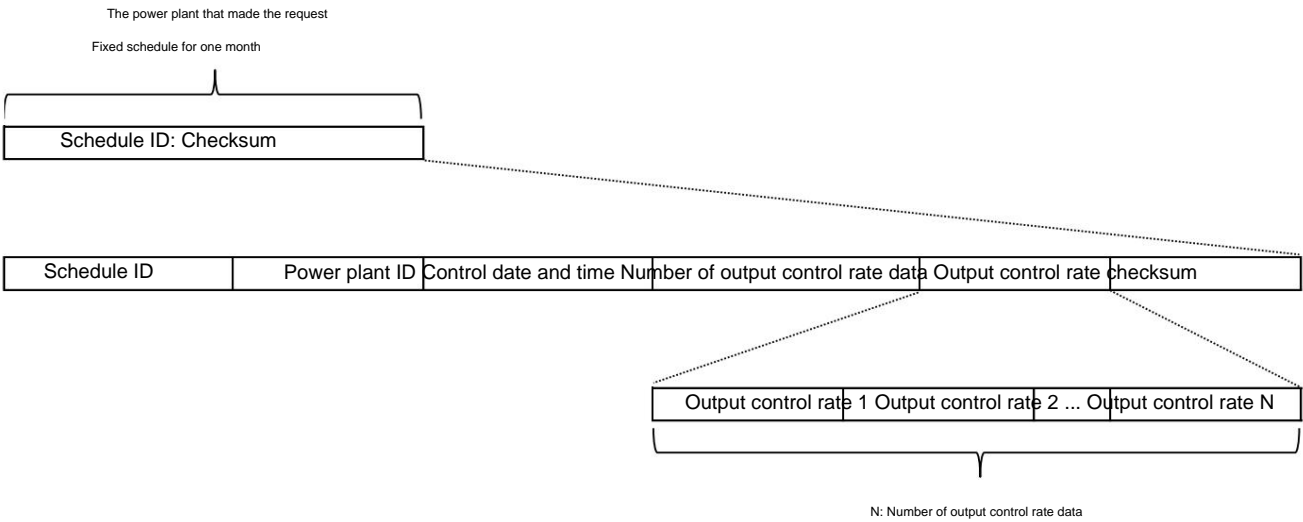 The power plant that made the request
Fixed schedule for one month
Schedule ID: Checksum
Schedule ID Power plant ID Control date and time Number of output control rate data Output control rate checksum
Output control rate 1 Output control rate 2 ... Output control rate N
N: Number of output control rate data